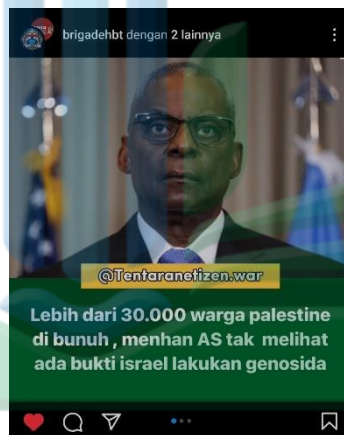 brigadehbt dengan 2 lainnya
@Tentaranetizen.war
Lebih dari 30.000 warga palestine
di bunuh , menhan AS tak melihat
ada bukti israel lakukan genosida